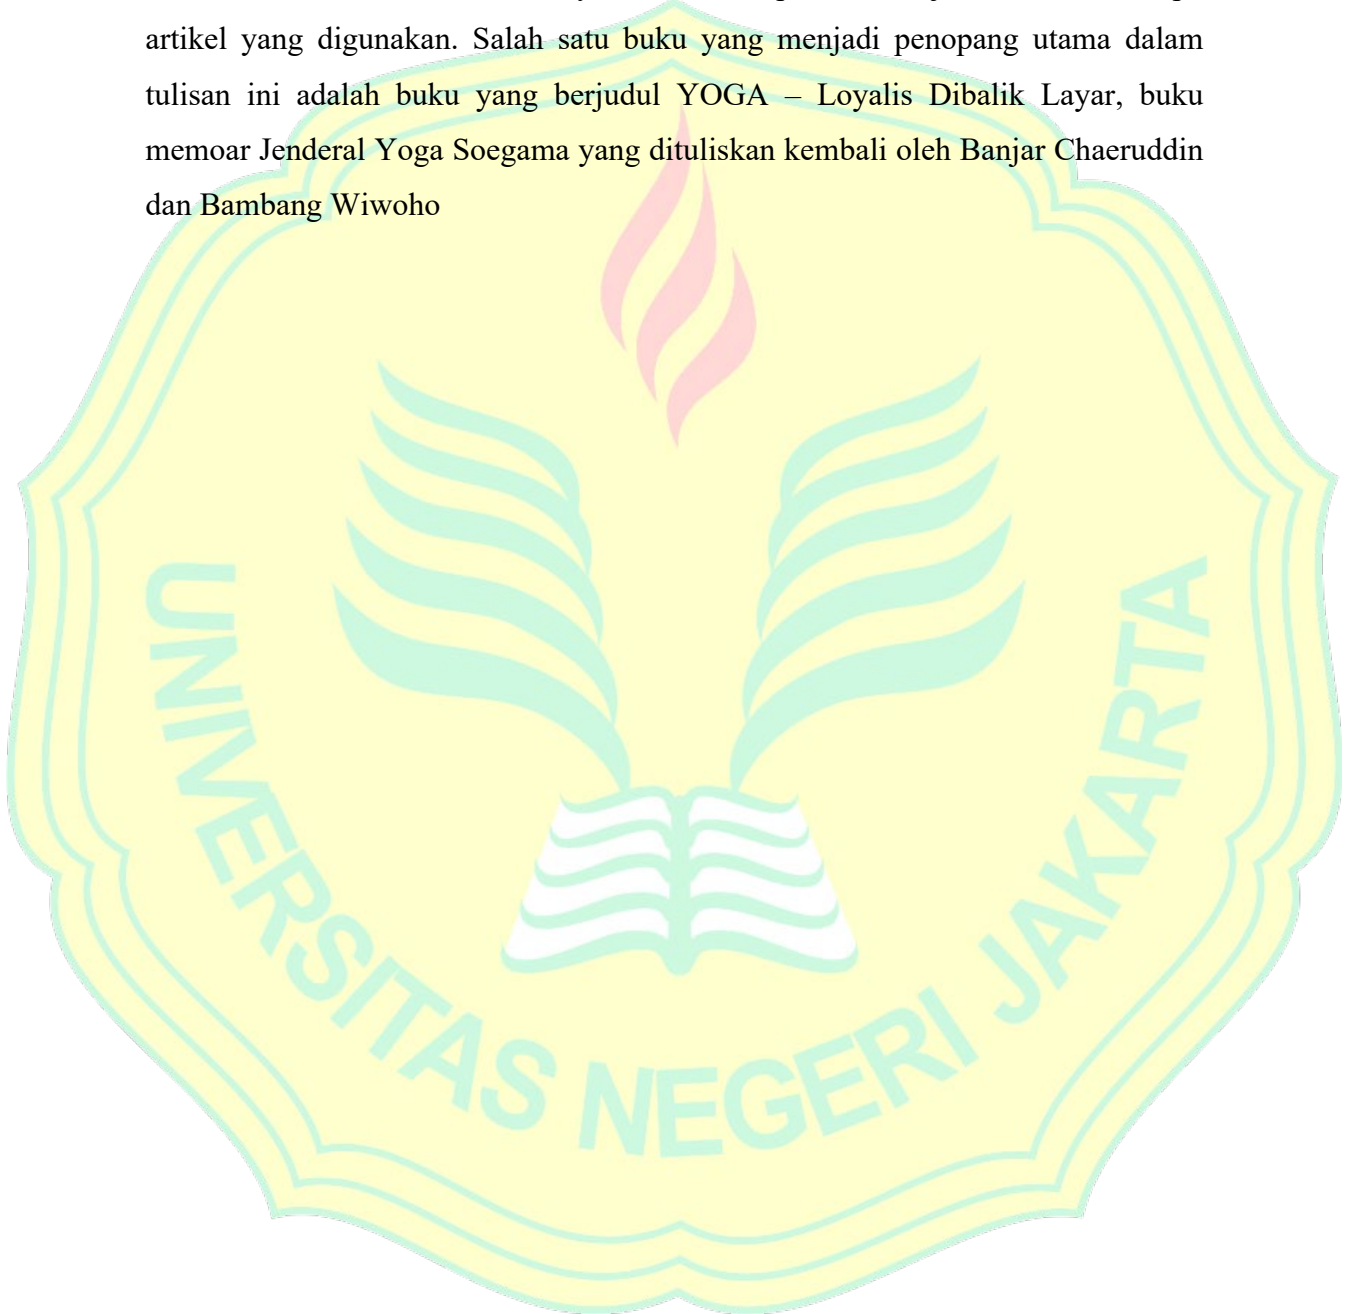 artikel yang digunakan. Salah satu buku yang menjadi penopang utama dalam
tulisan ini adalah buku yang berjudul YOGA – Loyalis Dibalik Layar, buku
memoar Jenderal Yoga Soegama yang dituliskan kembali oleh Banjar Chaeruddin
dan Bambang Wiwoho
UNIVERSITAS NEGERI JAKARTA